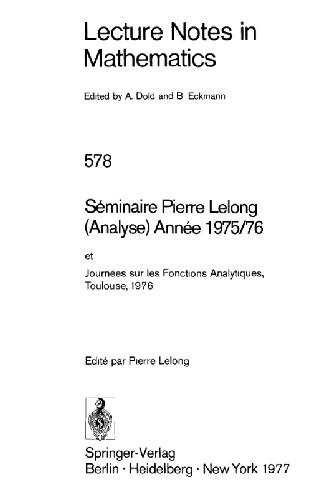 Lecture Notes in
Mathematics
Edited by A. Dold and B. Eckmann
578
Séminaire Pierre Lelong
(Analyse) Année 1975/76
et
Journées sur les Fonctions Analytiques,
Toulouse, 1976
Edité par Pierre Lelong
Springer-Verlag
Berlin · Heidelberg · New York 1977